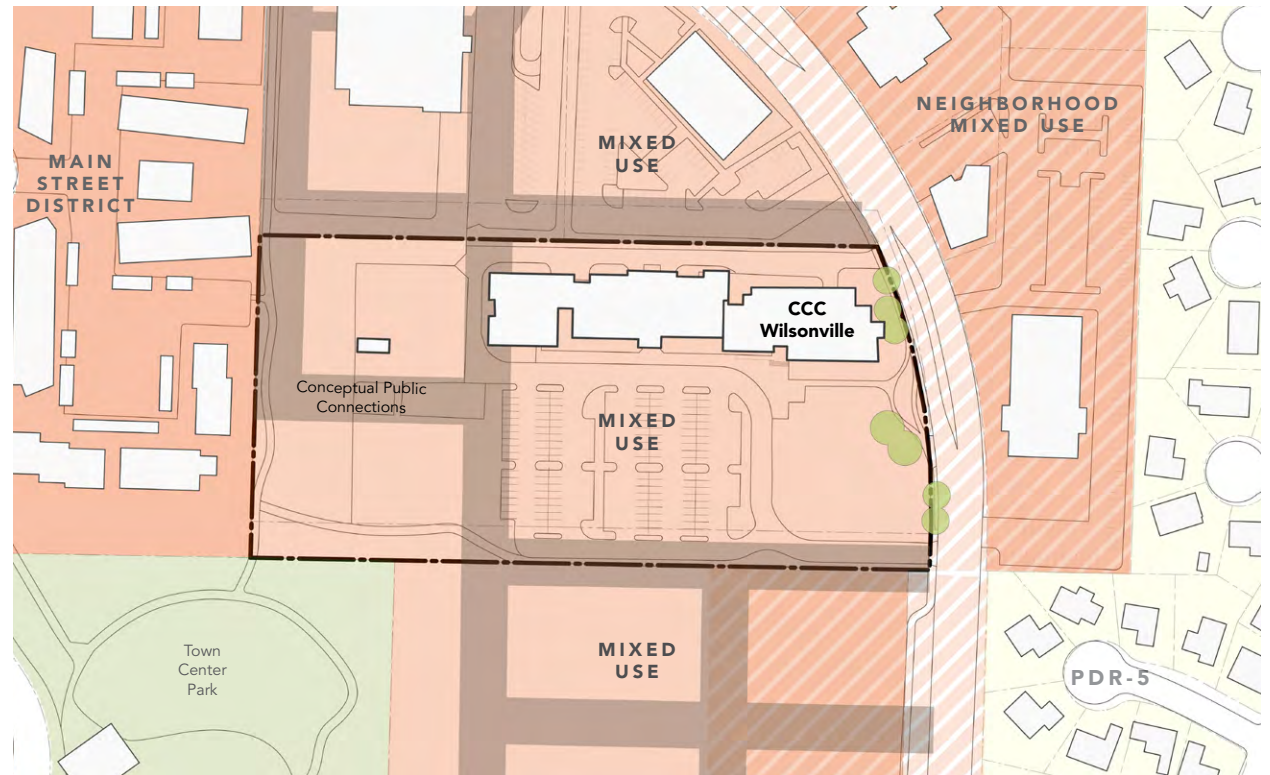 NEIGHBORHOOD
MIXED USE
MIXED
USE
MAIN
STREET
DISTRICT
CCC
Wilsonville
Conceptual Public
Connections
MIXED
USE
Town
Center
Park
MIXED
USE
PDR-5